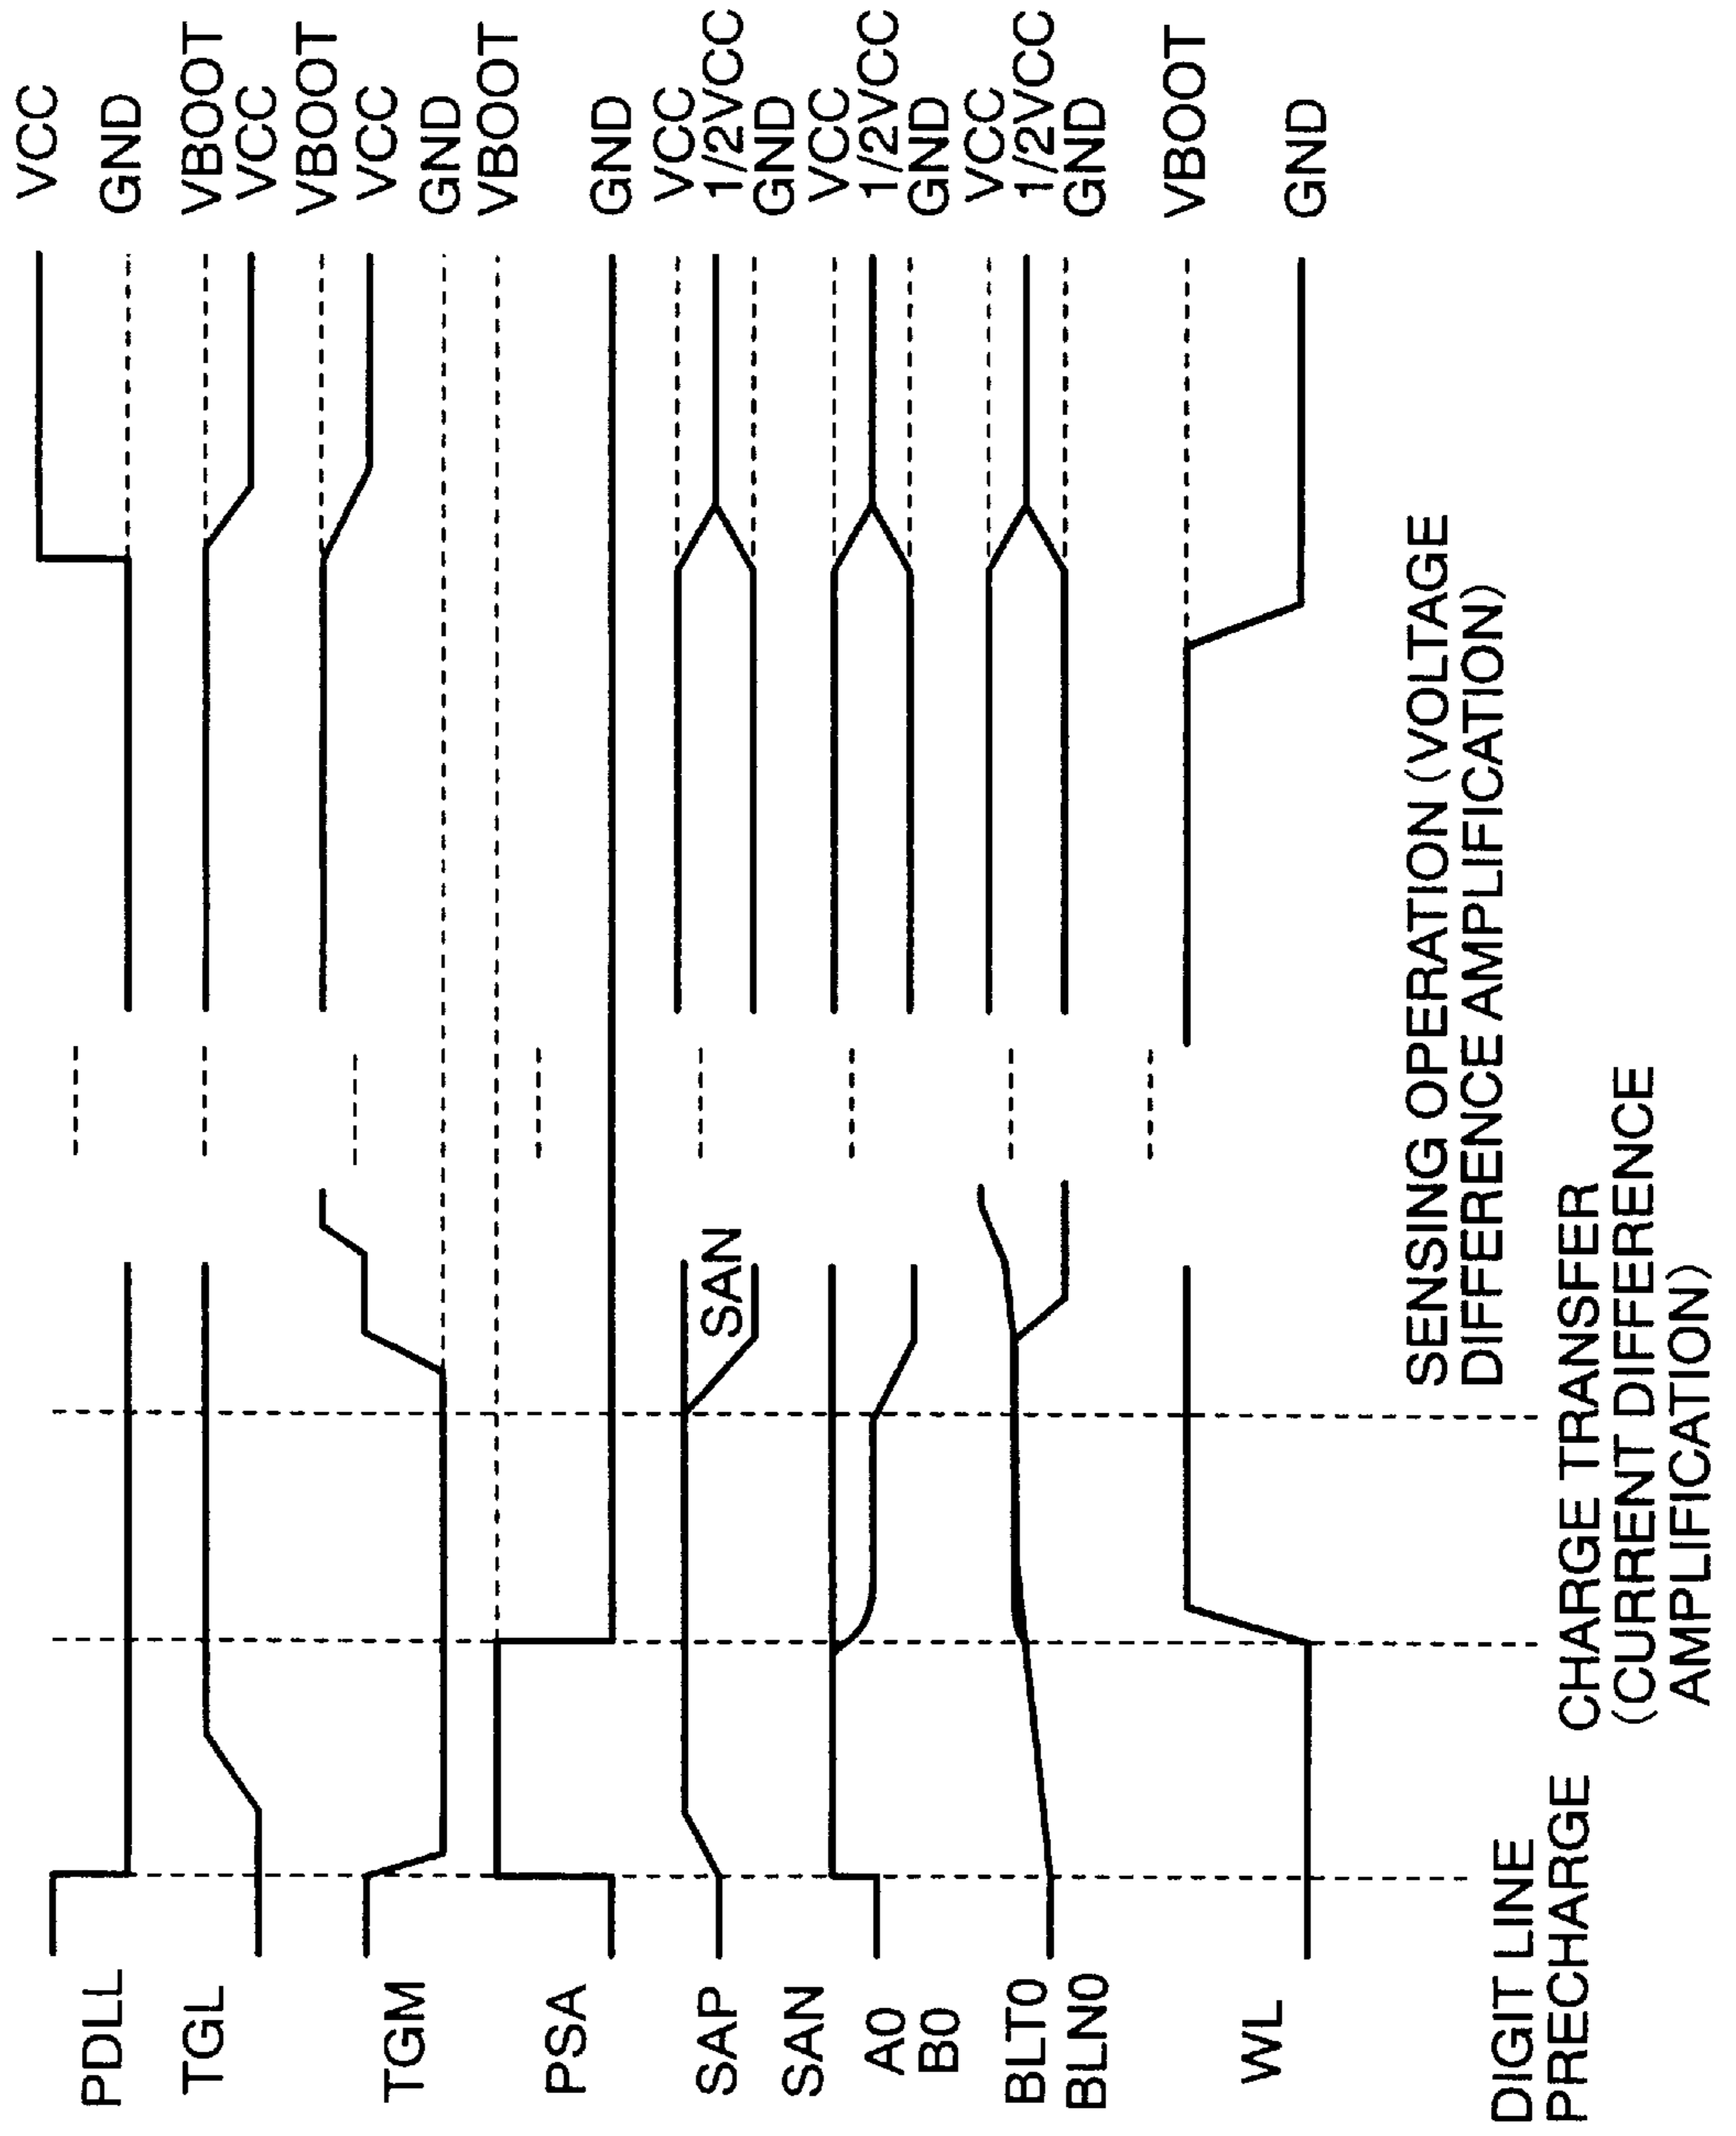 PDLL
TGL
TGM
PSA
SAP
SAN
A0
B0
BLT0
BLN0
WL
SAN
VCC
GND
VBOOT
VCC
VBOOT
VCC
GND
VBOOT
GND
VCC
1/2VCC
GND
VCC
1/2VCC
GND
VCC
1/2VCC
GND
VBOOT
GND
DIGIT LINE
PRECHARGE
CHARGE TRANSFER
(CURRENT DIFFERENCE
AMPLIFICATION)
SENSING OPERATION (VOLTAGE
DIFFERENCE AMPLIFICATION)